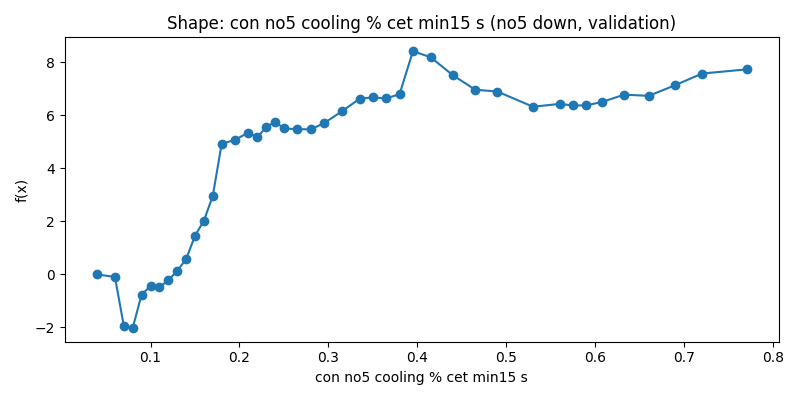 Shape: con no5 cooling % cet min15 s (no5 down, validation)
f(x)
8
6
4
2
0
−2
0.1 0.2 0.3 0.4 0.5 0.6 0.7 0.8
con no5 cooling % cet min15 s